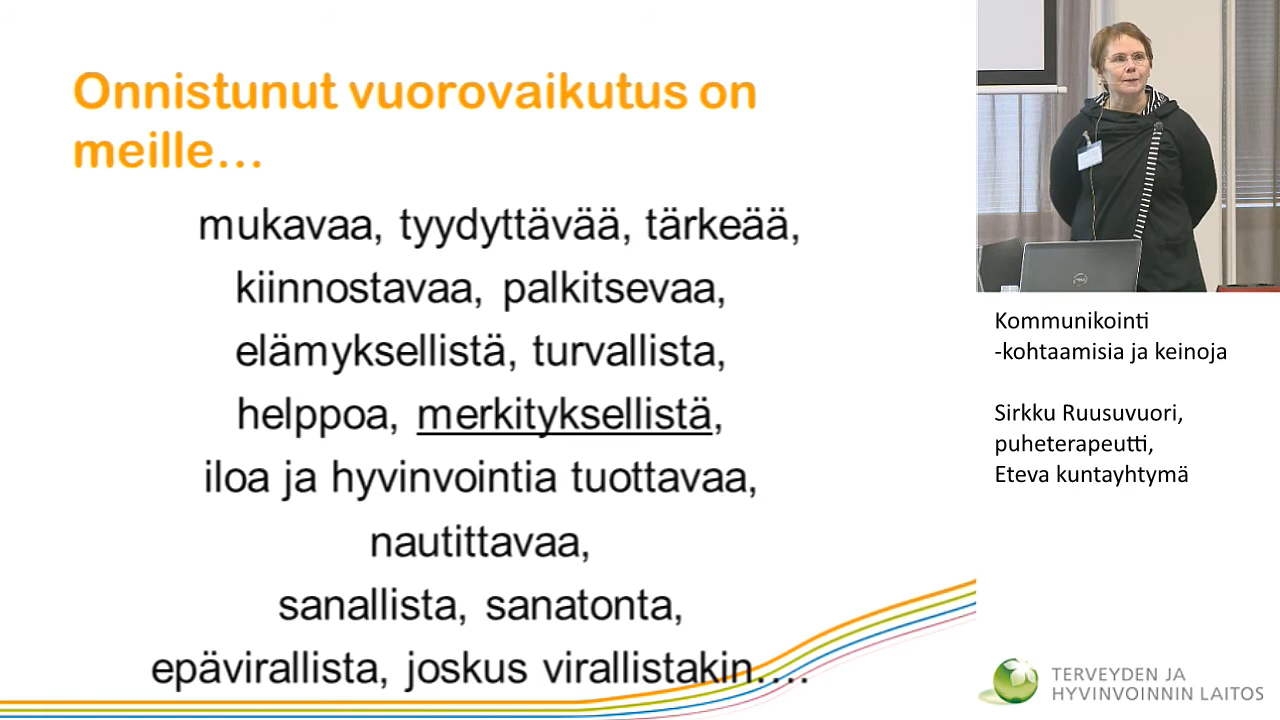 Onnistunut vuorovaikutus on
meille…
mukavaa, tyydyttävää, tärkeää,
kiinnostavaa, palkitsevaa,
elämyksellistä, turvallista,
helppoa, merkityksellistä,
iloa ja hyvinvointia tuottavaa,
nautittavaa,
sanallista, sanatonta,
epävirallista, joskus virallistakin….
Kommunikointi
-kohtaamisia ja keinoja
Sirkku Ruusuvuori,
puheterapeutti,
Eteva kuntayhtymä
TERVEYDEN JA
HYVINVOINNIN LAITOS